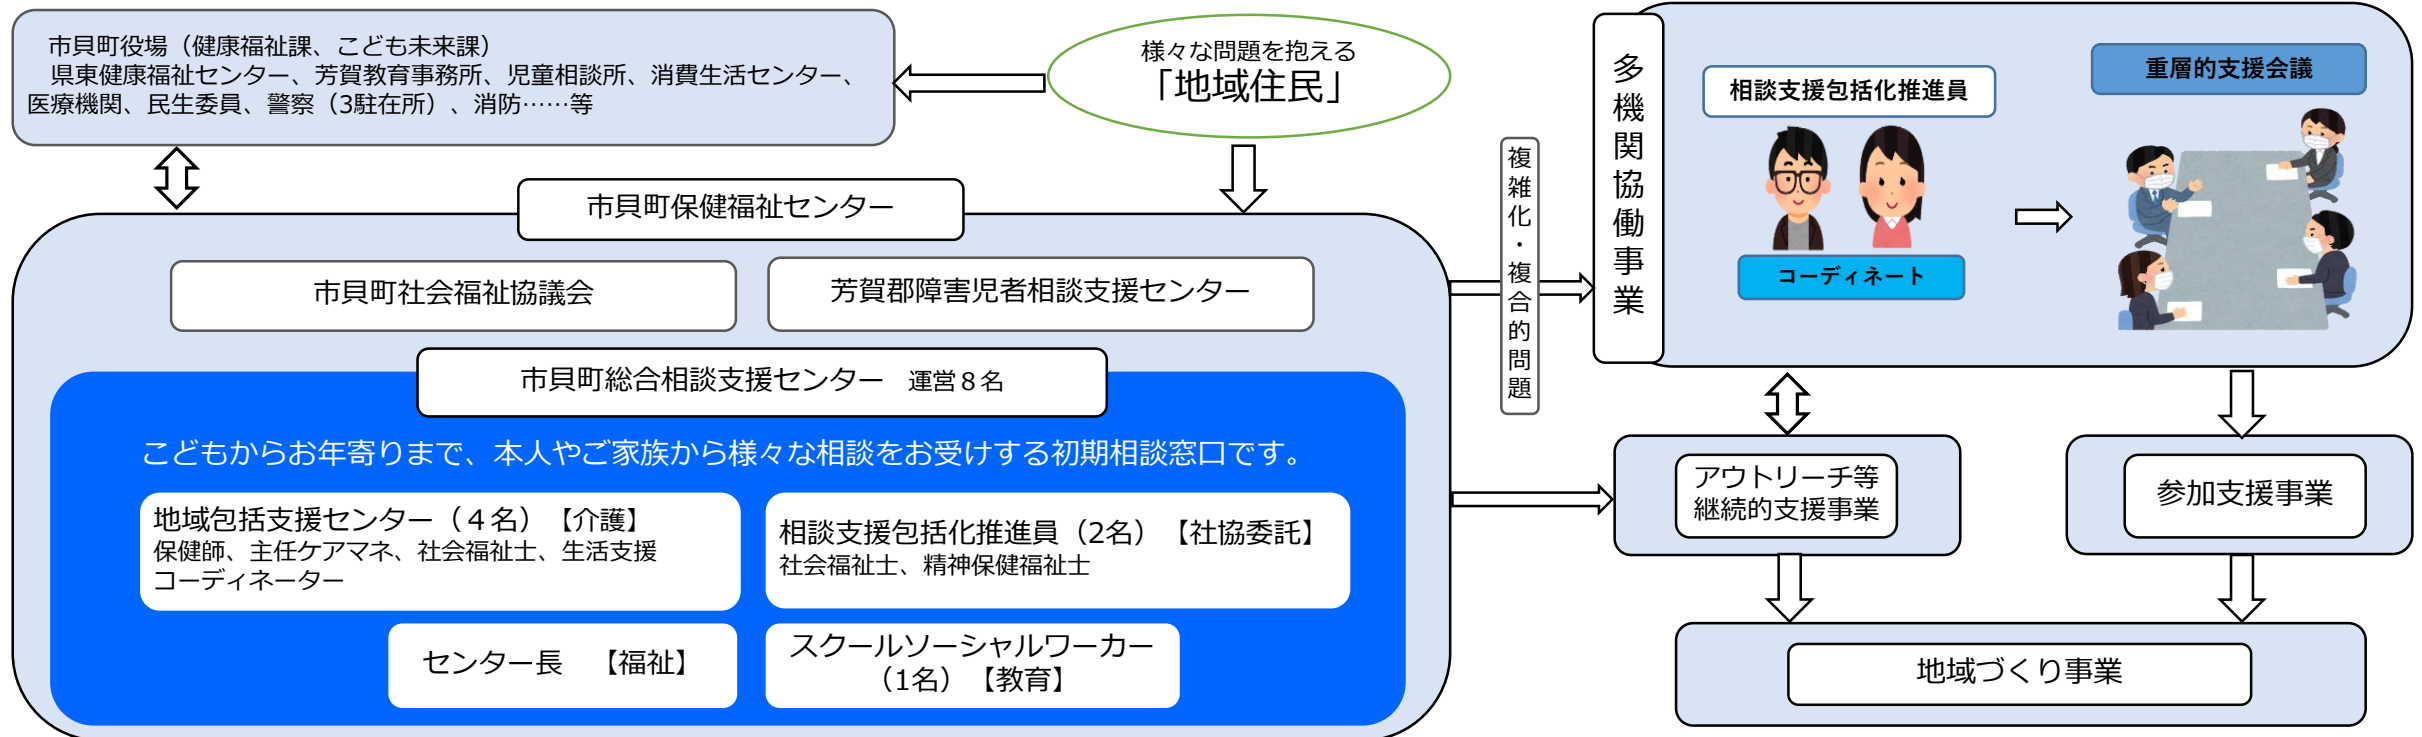 市貝町役場（健康福祉課、こども未来課）
県東健康福祉センター、芳賀教育事務所、児童相談所、消費生活センター、
医療機関、民生委員、警察（3駐在所）、消防……等
様々な問題を抱える
「地域住民」
市貝町保健福祉センター
市貝町社会福祉協議会
芳賀郡障害児者相談支援センター
市貝町総合相談支援センター　運営８名
こどもからお年寄りまで、本人やご家族から様々な相談をお受けする初期相談窓口です。
地域包括支援センター（４名）【介護】
保健師、主任ケアマネ、社会福祉士、生活支援
コーディネーター
相談支援包括化推進員（2名）【社協委託】
社会福祉士、精神保健福祉士
センター長　【福祉】
スクールソーシャルワーカー
（1名）【教育】
複雑化・複合的問題
多機関協働事業
相談支援包括化推進員
コーディネート
重層的支援会議
アウトリーチ等
継続的支援事業
参加支援事業
地域づくり事業